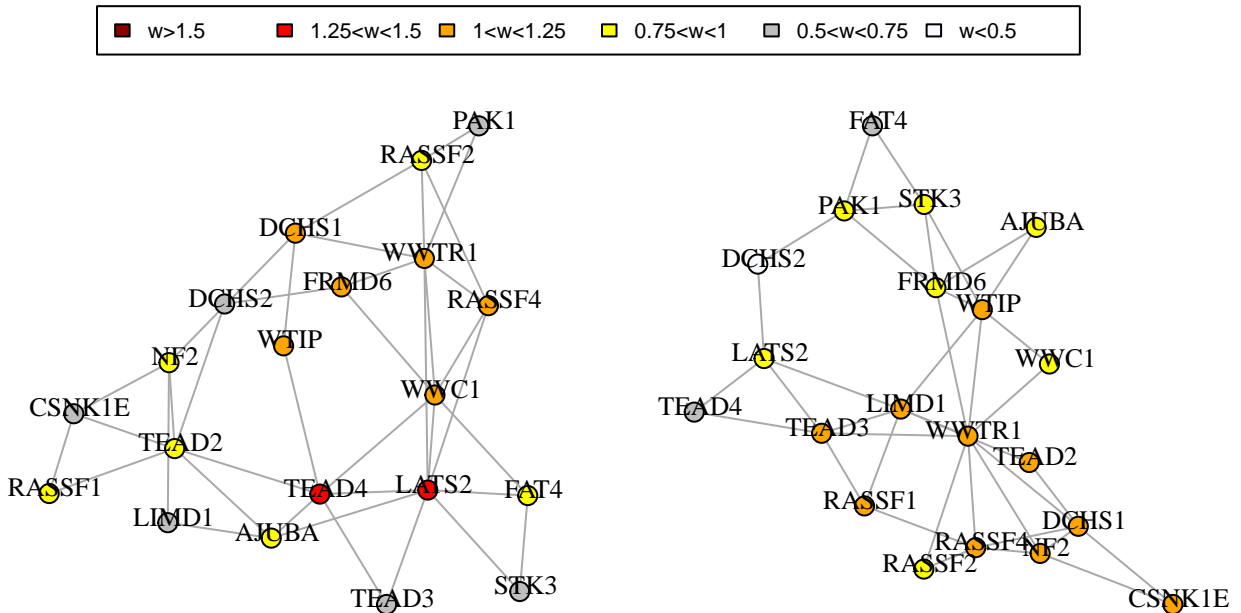 w>1.5 1.25<w<1.5 1<w<1.25 0.75<w<1 0.5<w<0.75 w<0.5
PAK1
RASSF2
DCHS1
WWTR1
FRMD6
DCHS2
RASSF4
WTIP
NF2
WWC1
CSNK1E
TEAD2
RASSF1
TEAD4
LATS2
FAT4
LIMD1
AJUBA
STK3
TEAD3
FAT4
STK3
PAK1
AJUBA
DCHS2
FRMD6
WTIP
LATS2
WWC1
TEAD4
LIMD1
TEAD3
WWTR1
TEAD2
RASSF1
DCHS1
RASSF4
NF2
RASSF2
CSNK1E